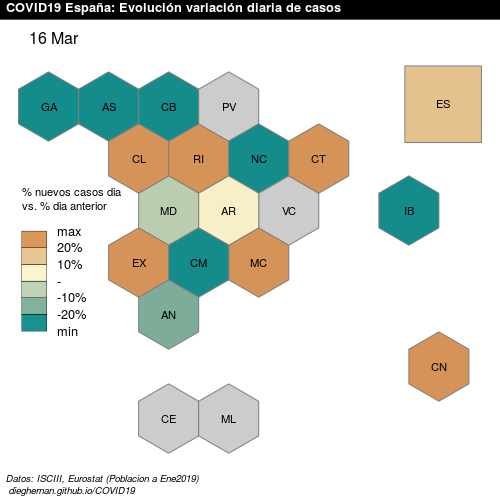 COVID19 España: Evolución variación diaria de casos
16 Mar
GA
AS
CB
PV
ES
CL
RI
NC
CT
% nuevos casos dia
vs. % dia anterior
MD
AR
VC
IB
max
20%
10%
-
-10%
-20%
min
EX
CM
MC
AN
CN
CE
ML
Datos: ISCIII, Eurostat (Poblacion a Ene2019)
dieghernan.github.io/COVID19